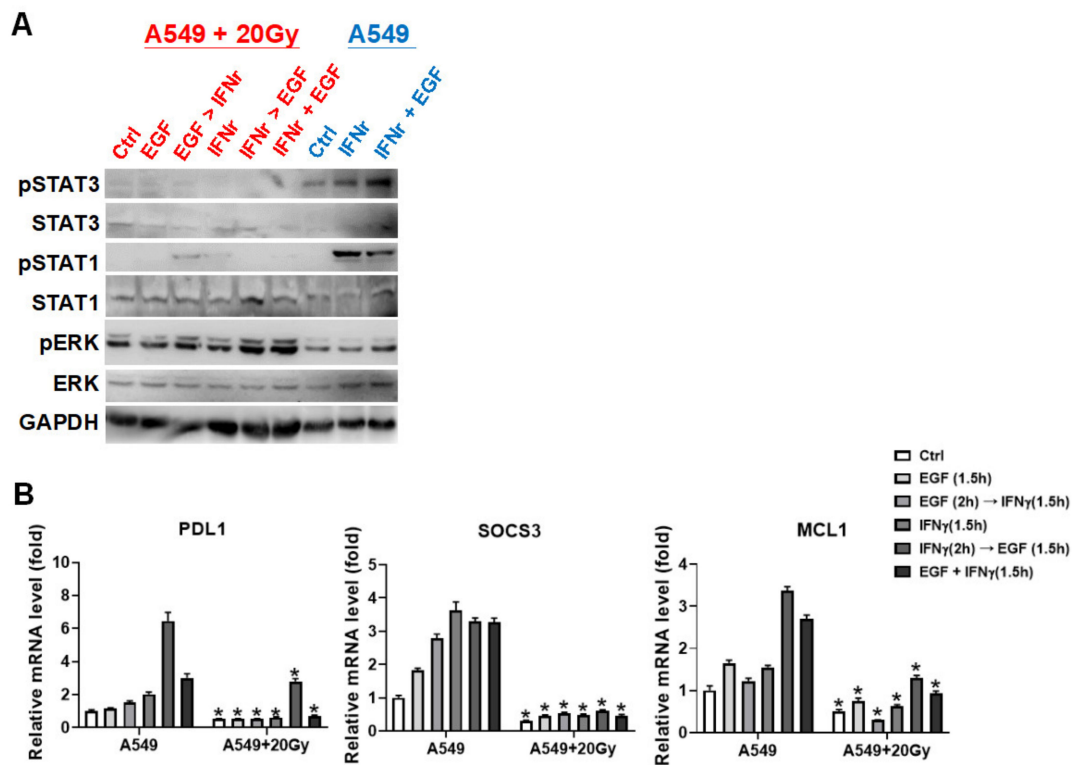 A
A549 + 20Gy
A549
Ctrl
EGF
EGF > IFNr
IFNr
IFNr > EGF
IFNr + EGF
Ctrl
IFNr
IFNr + EGF
pSTAT3
STAT3
pSTAT1
STAT1
pERK
ERK
GAPDH
B
Ctrl
EGF (1.5h)
EGF (2h) → IFNγ(1.5h)
IFNγ(1.5h)
IFNγ(2h) → EGF (1.5h)
EGF + IFNγ(1.5h)
PDL1
Relative mRNA level (fold)
10
8
6
4
2
0
* * * * * *
A549
A549+20Gy
SOCS3
Relative mRNA level (fold)
5
4
3
2
1
0
* * * * * *
A549
A549+20Gy
MCL1
Relative mRNA level (fold)
4
3
2
1
0
* * * * * *
A549
A549+20Gy